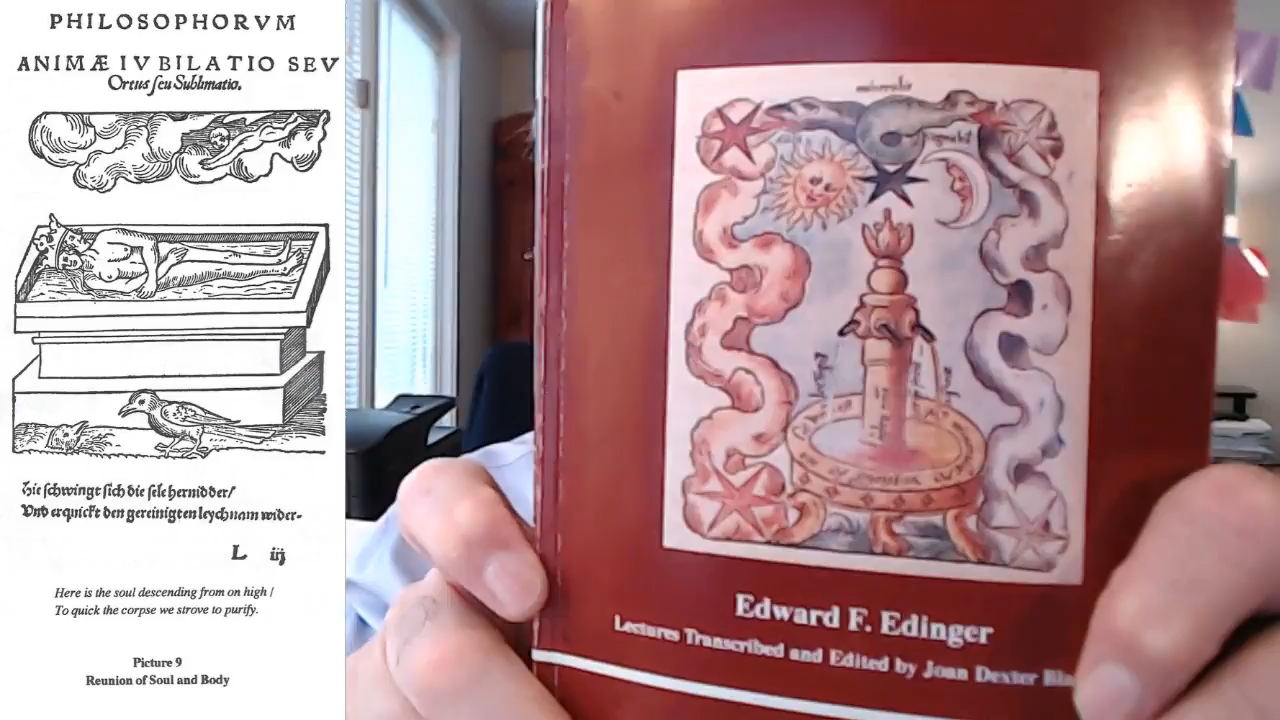 PHILOSOPHORVM
ANIMÆ IVBILATIO SEV
Ortus seu Sublimatio.
Hie schwingt sich die sele hernidder/
Vnd erquickt den gereinigten leychnam wider-
L iij
Here is the soul descending from on high /
To quick the corpse we strove to purify.
Picture 9
Reunion of Soul and Body
Edward F. Edinger
Lectures Transcribed and Edited by Joan Dexter